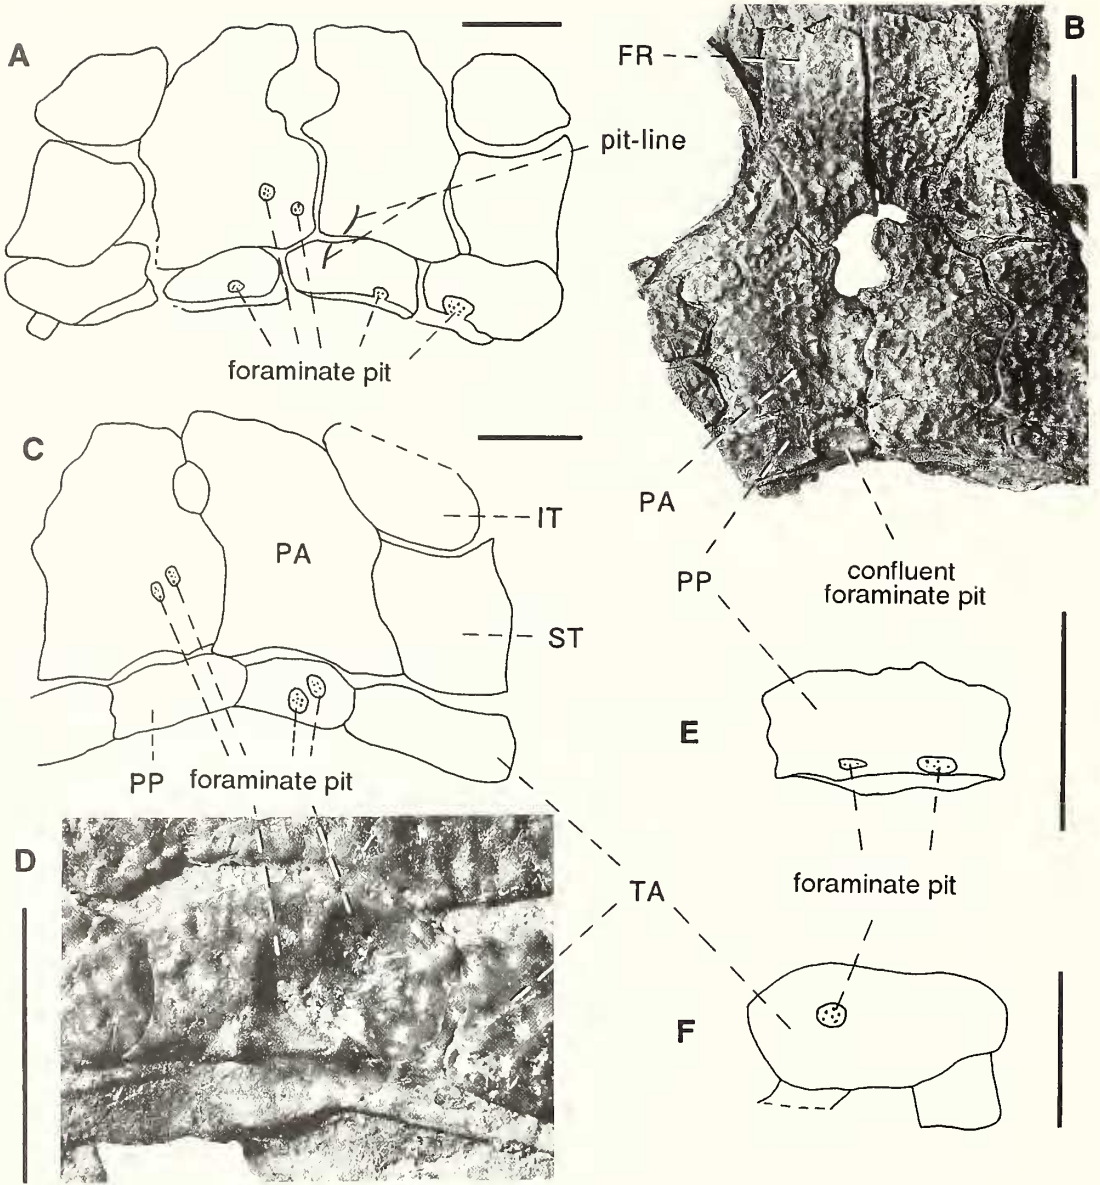 A
B
FR
pit-line
foraminate pit
C
IT
PA
PA
ST
PP
confluent
foraminate pit
E
PP foraminate pit
D
foraminate pit
TA
F